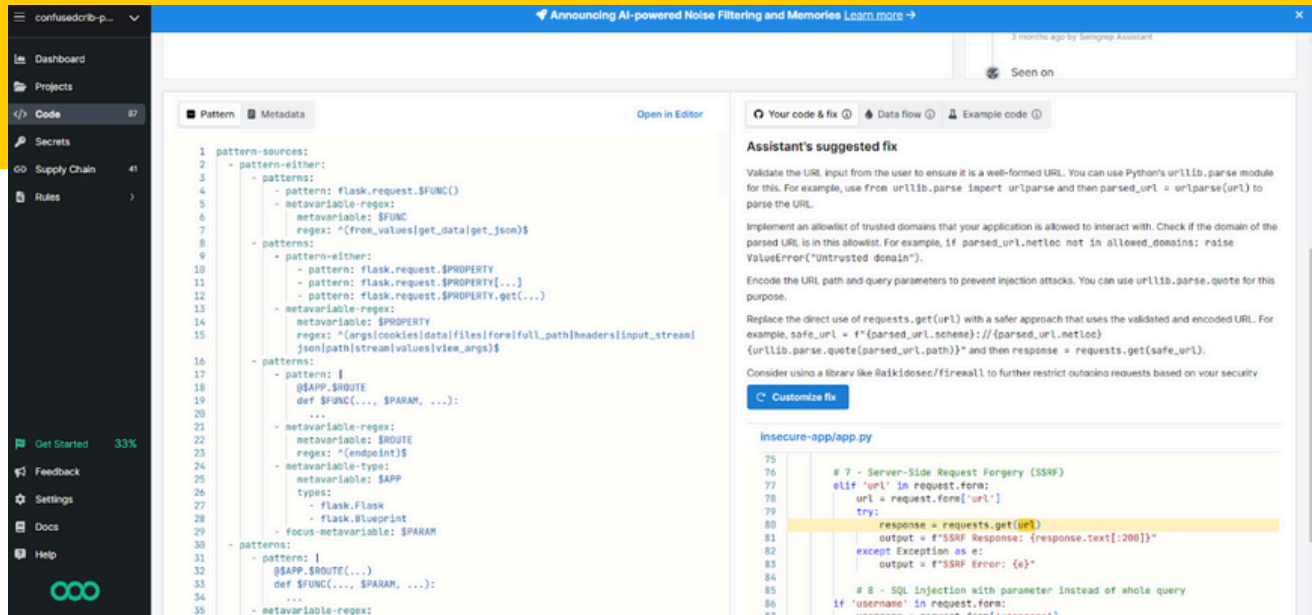 confusedcrib-p...
Announcing AI-powered Noise Filtering and Memories Learn more →
Dashboard
Projects
</> Code 87
Secrets
Supply Chain 41
Rules
Get Started 33%
Feedback
Settings
Docs
Help
3 months ago by Semgrep Assistant
Seen on
Pattern Metadata Open in Editor
1 pattern-sources:
2 - pattern-either:
3 - patterns:
4 - pattern: flask.request.$FUNC()
5 - metavariable-regex:
6 metavariable: $FUNC
7 regex: ^(from_values|get_data|get_json)$
8 - patterns:
9 - pattern-either:
10 - pattern: flask.request.$PROPERTY
11 - pattern: flask.request.$PROPERTY[...]
12 - pattern: flask.request.$PROPERTY.get(...)
13 - metavariable-regex:
14 metavariable: $PROPERTY
15 regex: ^(args|cookies|data|files|form|full_path|headers|input_stream|
json|path|stream|values|view_args)$
16 - patterns:
17 - pattern: |
18 @$APP.$ROUTE
19 def $FUNC(..., $PARAM, ...):
20 ...
21 - metavariable-regex:
22 metavariable: $ROUTE
23 regex: ^(endpoint)$
24 - metavariable-type:
25 metavariable: $APP
26 types:
27 - flask.Flask
28 - flask.Blueprint
29 - focus-metavariable: $PARAM
30 - patterns:
31 - pattern: |
32 @$APP.$ROUTE(...)
33 def $FUNC(..., $PARAM, ...):
34 ...
35 - metavariable-regex:
Your code & fix Data flow Example code
Assistant's suggested fix
Validate the URL input from the user to ensure it is a well-formed URL. You can use Python's urllib.parse module
for this. For example, use from urllib.parse import urlparse and then parsed_url = urlparse(url) to
parse the URL.
Implement an allowlist of trusted domains that your application is allowed to interact with. Check if the domain of the
parsed URL is in this allowlist. For example, if parsed_url.netloc not in allowed_domains: raise
ValueError("Untrusted domain").
Encode the URL path and query parameters to prevent injection attacks. You can use urllib.parse.quote for this
purpose.
Replace the direct use of requests.get(url) with a safer approach that uses the validated and encoded URL. For
example, safe_url = f"{parsed_url.scheme}://{parsed_url.netloc}
{urllib.parse.quote(parsed_url.path)}" and then response = requests.get(safe_url).
Consider using a library like @aikidosec/firewall to further restrict outgoing requests based on your security
Customize fix
insecure-app/app.py
75
76 # 7 - Server-Side Request Forgery (SSRF)
77 elif 'url' in request.form:
78 url = request.form['url']
79 try:
80 response = requests.get(url)
81 output = f"SSRF Response: {response.text[:200]}"
82 except Exception as e:
83 output = f"SSRF Error: {e}"
84
85 # 8 - SQL injection with parameter instead of whole query
86 if 'username' in request.form: